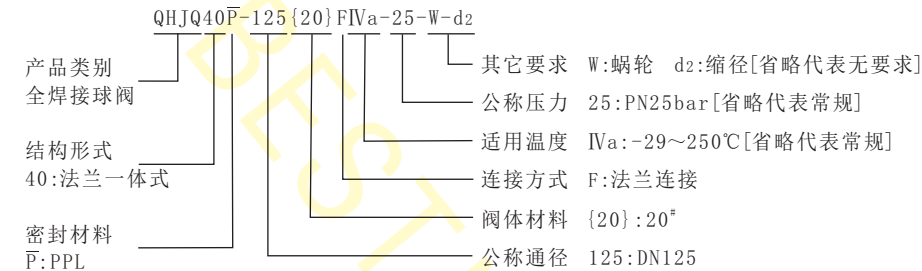 QHJQ40P̅-125{20}FⅣa-25-W-d2
产品类别
全焊接球阀
结构形式
40:法兰一体式
密封材料
P̅:PPL
其它要求 W:蜗轮 d2:缩径[省略代表无要求]
公称压力 25:PN25bar[省略代表常规]
适用温度 Ⅳa:-29~250℃[省略代表常规]
连接方式 F:法兰连接
阀体材料 {20}:20#
公称通径 125:DN125
BEST